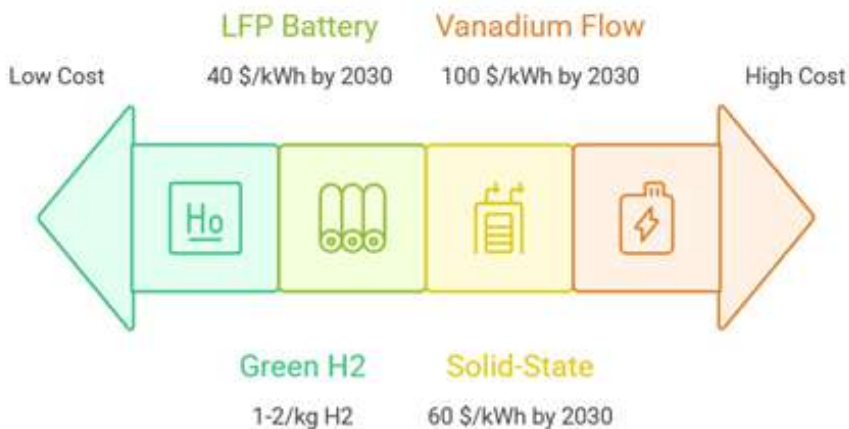 LFP Battery
Vanadium Flow
Low Cost
40 $/kWh by 2030
100 $/kWh by 2030
High Cost
Ho
Green H2
Solid-State
1-2/kg H2
60 $/kWh by 2030